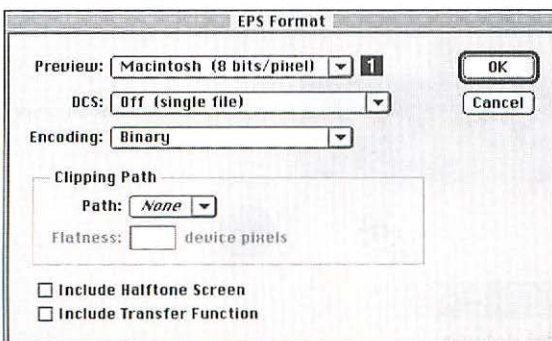 EPS Format
Preview: Macintosh (8 bits/pixel) 1 OK
DCS: Off (single file) Cancel
Encoding: Binary
Clipping Path
Path: None
Flatness: device pixels
Include Halftone Screen
Include Transfer Function